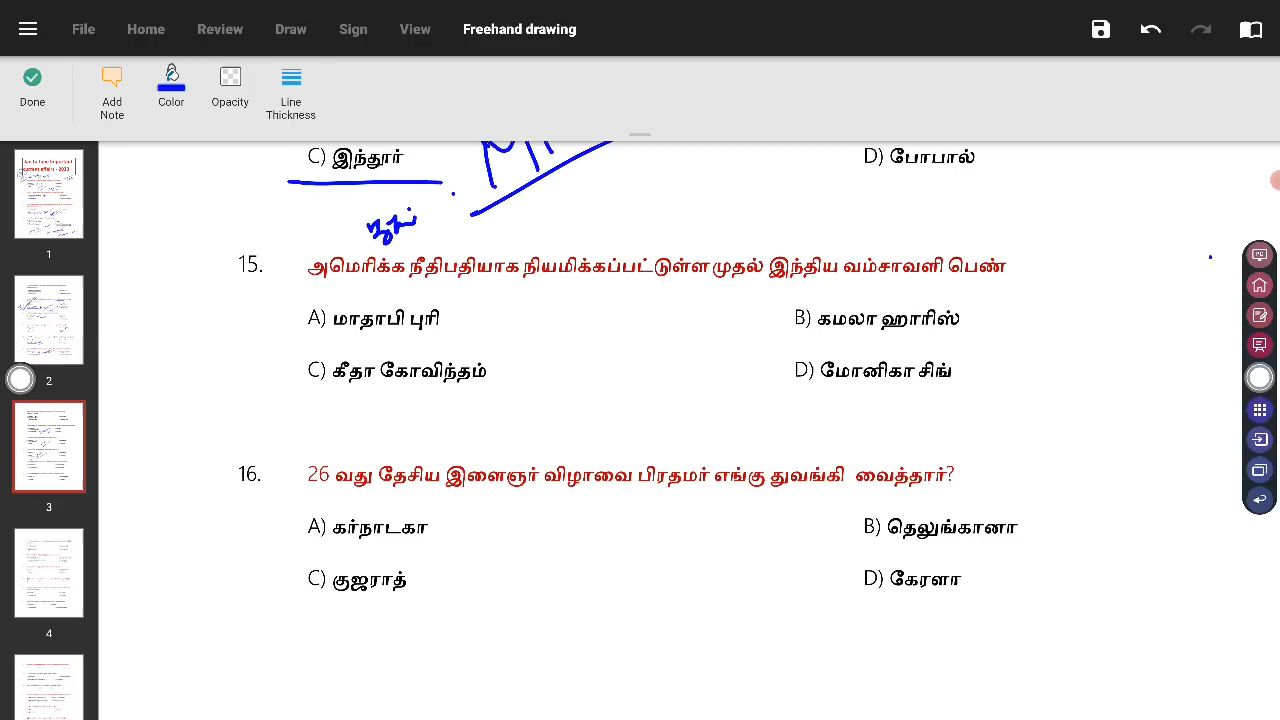 File Home Review Draw Sign View Freehand drawing
Done
Add Note
Color
Opacity
Line Thickness
C) இந்தூர் D) போபால்
15. அமெரிக்க நீதிபதியாக நியமிக்கப்பட்டுள்ள முதல் இந்திய வம்சாவளி பெண்
A) மாதாபி புரி B) கமலா ஹாரிஸ்
C) கீதா கோவிந்தம் D) மோனிகா சிங்
16. 26 வது தேசிய இளைஞர் விழாவை பிரதமர் எங்கு துவங்கி வைத்தார்?
A) கர்நாடகா B) தெலுங்கானா
C) குஜராத் D) கேரளா
1
2
3
4